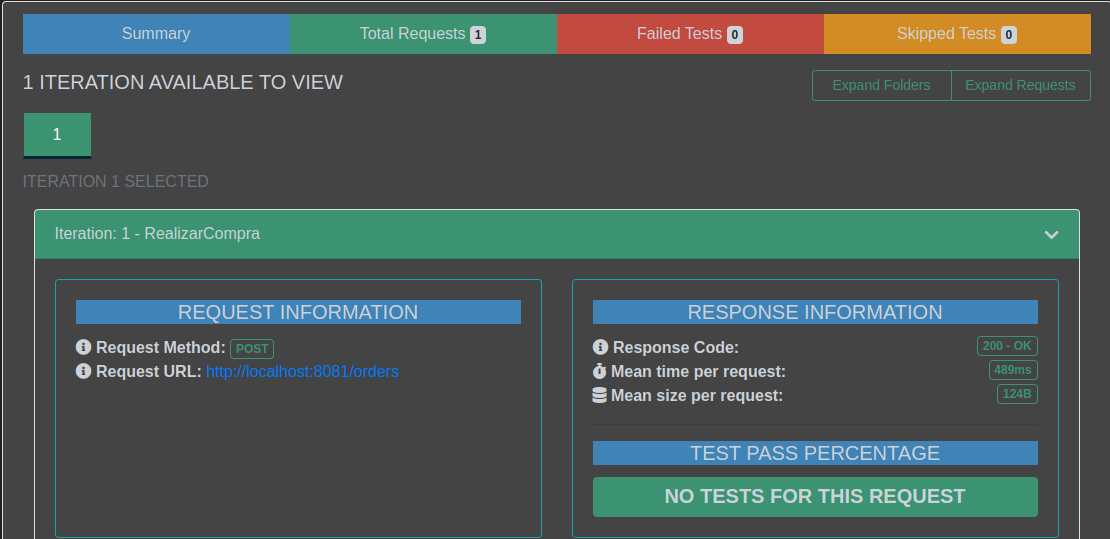 Summary
Total Requests 1
Failed Tests 0
Skipped Tests 0
1 ITERATION AVAILABLE TO VIEW
Expand Folders
Expand Requests
1
ITERATION 1 SELECTED
Iteration: 1 - RealizarCompra
REQUEST INFORMATION
Request Method: POST
Request URL: http://localhost:8081/orders
RESPONSE INFORMATION
Response Code: 200 - OK
Mean time per request: 489ms
Mean size per request: 124B
TEST PASS PERCENTAGE
NO TESTS FOR THIS REQUEST